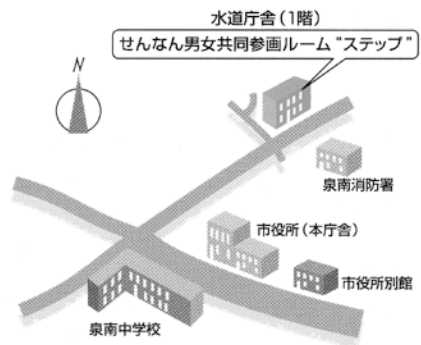 水道庁舎（1階）
せんなん男女共同参画ルーム“ステップ”
N
泉南消防署
市役所（本庁舎）
市役所別館
泉南中学校